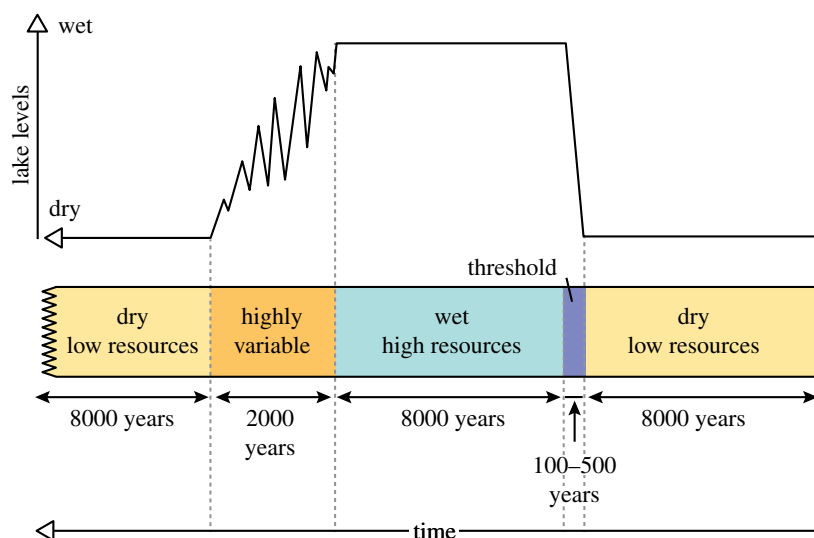 wet
lake levels
dry
threshold
dry
low resources
highly
variable
wet
high resources
dry
low resources
8000 years
2000
years
8000 years
100–500
years
8000 years
time